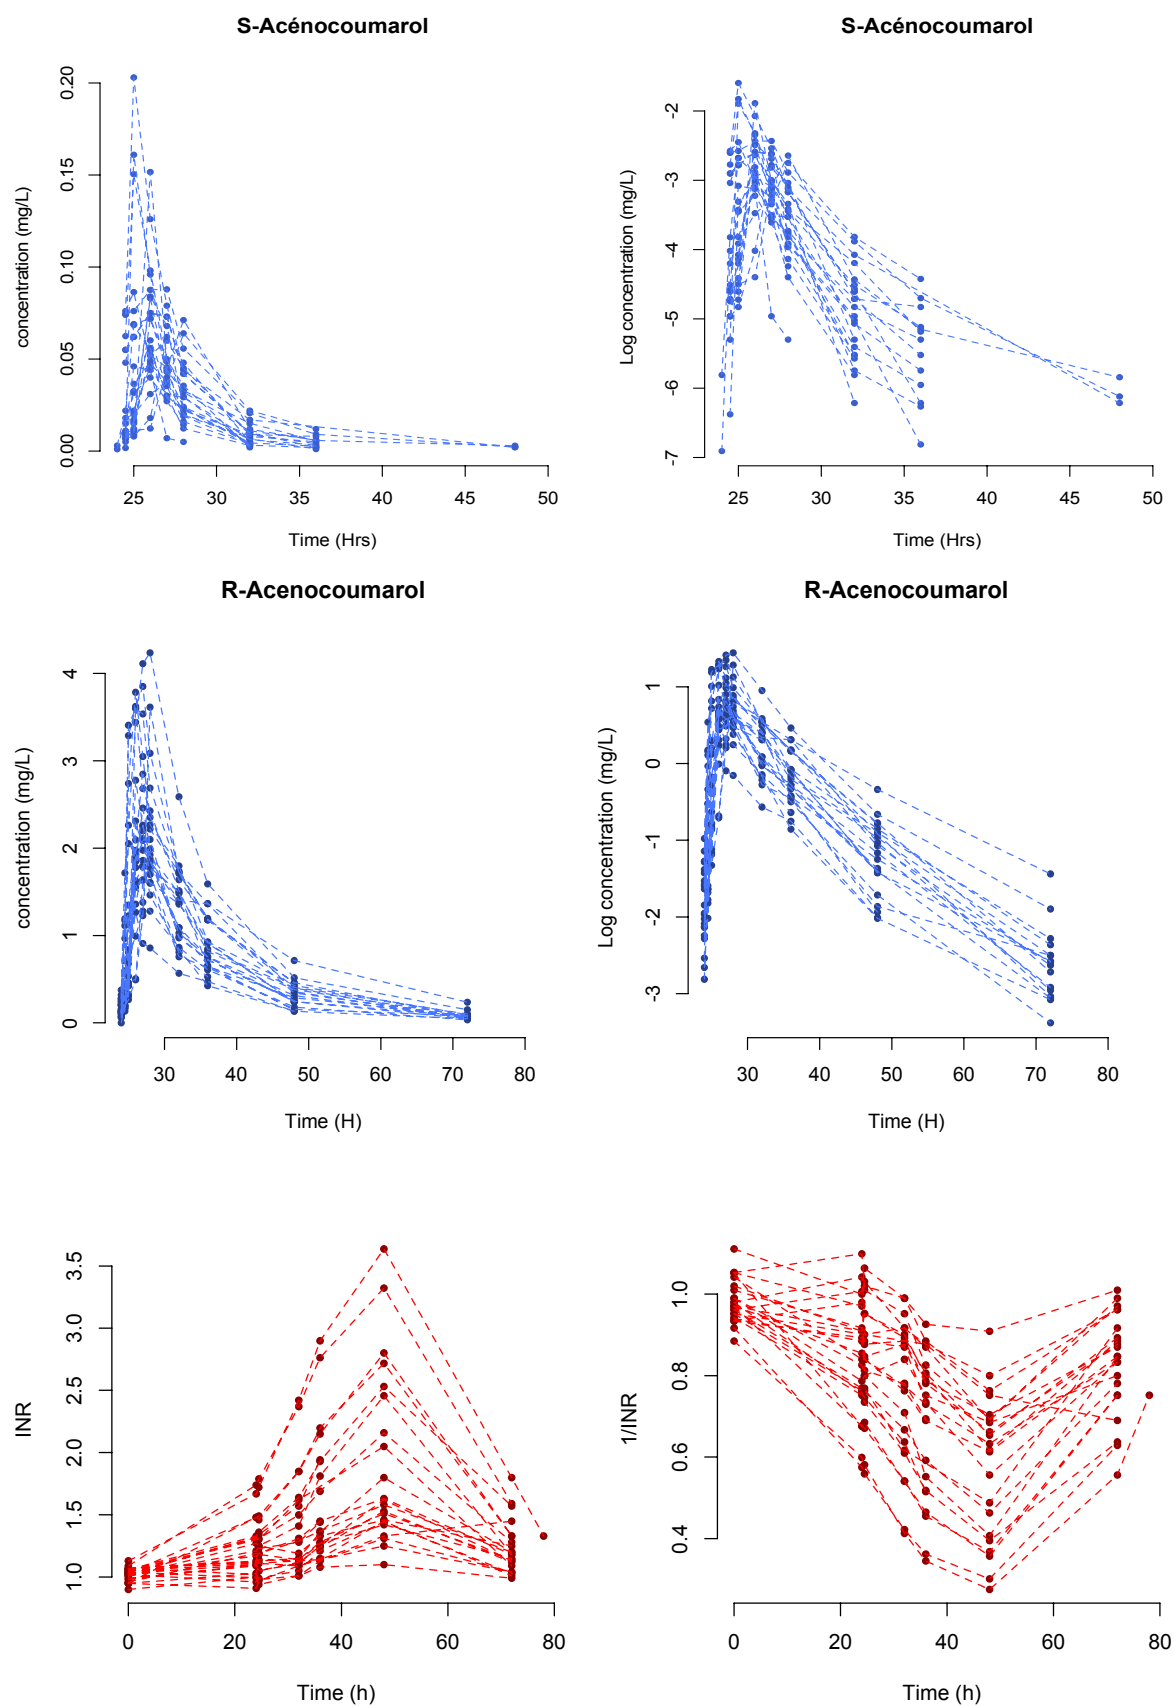 S-Acénocoumarol
concentration (mg/L)
0.00 0.05 0.10 0.15 0.20
25 30 35 40 45 50
Time (Hrs)
S-Acénocoumarol
Log concentration (mg/L)
-7 -6 -5 -4 -3 -2
25 30 35 40 45 50
Time (Hrs)
R-Acenocoumarol
concentration (mg/L)
0 1 2 3 4
30 40 50 60 70 80
Time (H)
R-Acenocoumarol
Log concentration (mg/L)
-3 -2 -1 0 1
30 40 50 60 70 80
Time (H)
INR
1.0 1.5 2.0 2.5 3.0 3.5
0 20 40 60 80
Time (h)
1/INR
0.4 0.6 0.8 1.0
0 20 40 60 80
Time (h)